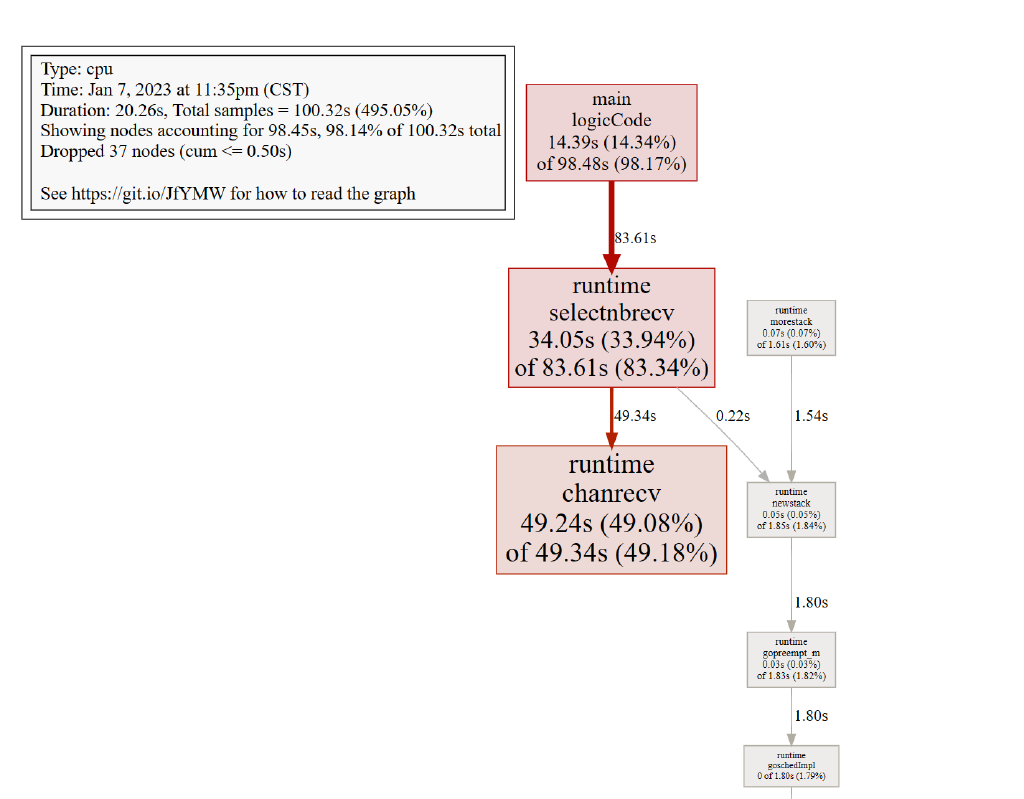 Type: cpu
Time: Jan 7, 2023 at 11:35pm (CST)
Duration: 20.26s, Total samples = 100.32s (495.05%)
Showing nodes accounting for 98.45s, 98.14% of 100.32s total
Dropped 37 nodes (cum <= 0.50s)
See https://git.io/JfYMW for how to read the graph
main
logicCode
14.39s (14.34%)
of 98.48s (98.17%)
83.61s
runtime
selectnbrecv
34.05s (33.94%)
of 83.61s (83.34%)
runtime
morestack
0.07s (0.07%)
of 1.61s (1.60%)
49.34s
0.22s
1.54s
runtime
chanrecv
49.24s (49.08%)
of 49.34s (49.18%)
runtime
newstack
0.05s (0.05%)
of 1.85s (1.84%)
1.80s
runtime
gopreempt_m
0.03s (0.03%)
of 1.83s (1.82%)
1.80s
runtime
goschedImpl
0 of 1.80s (1.79%)